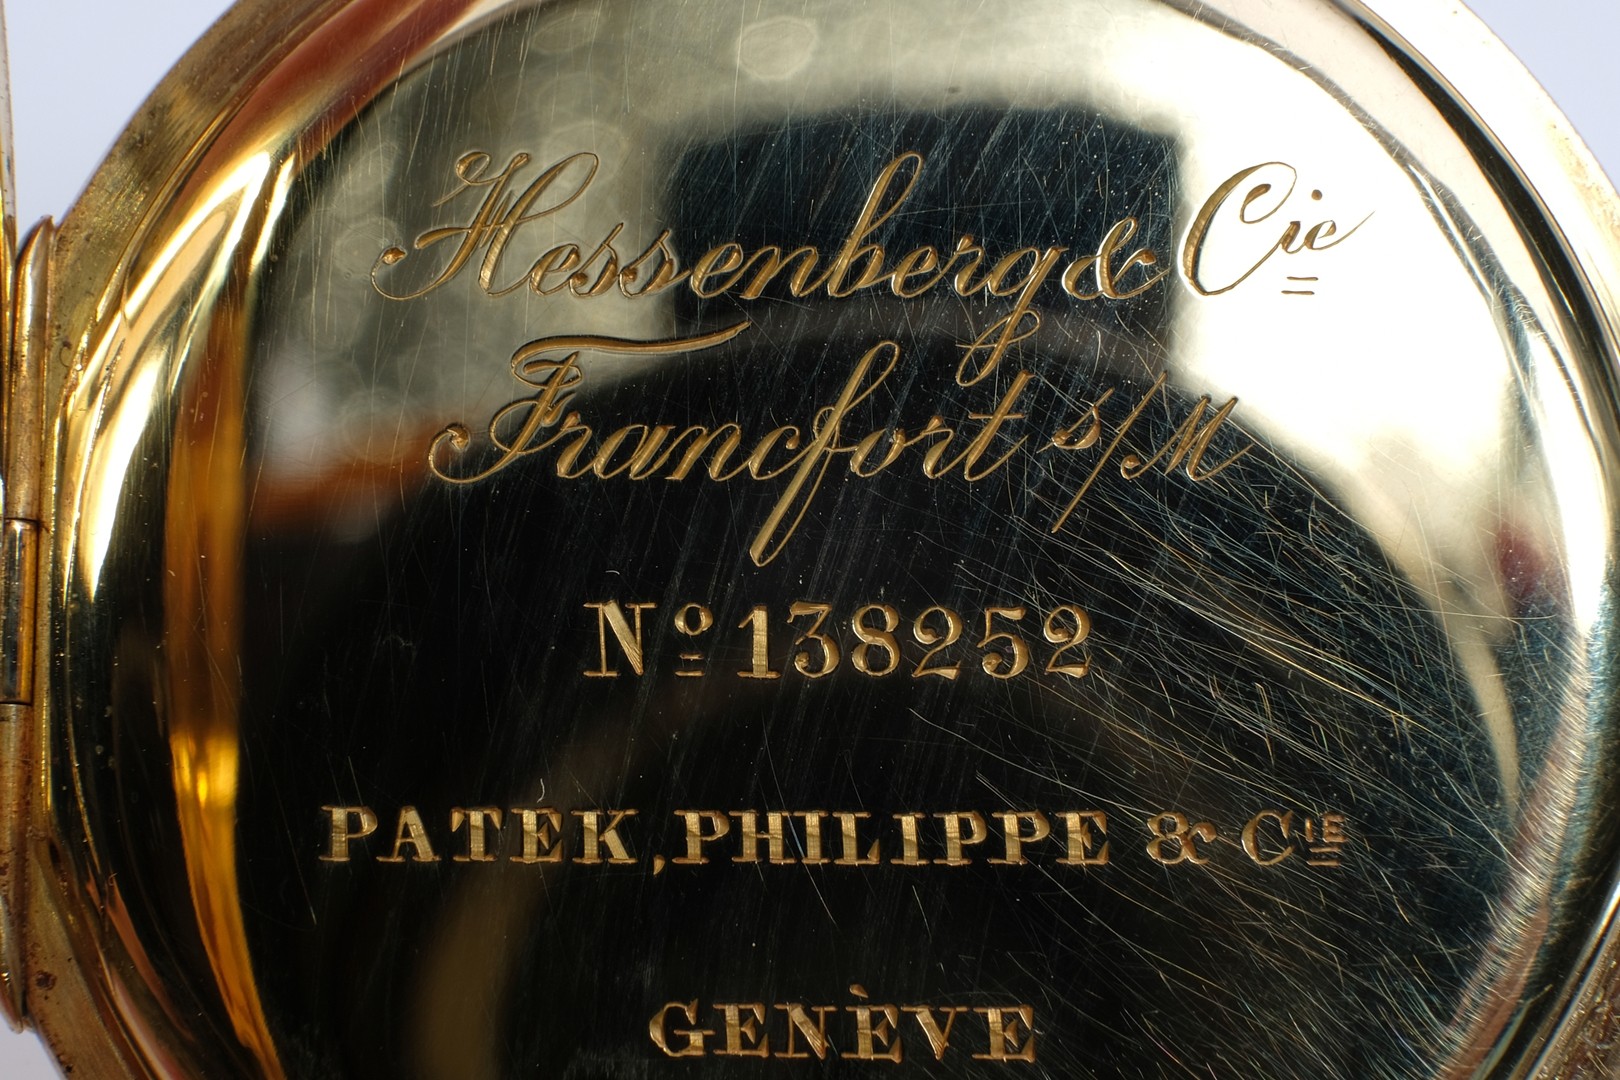 Hessenberg & Cie
Francfort s/M
Nº 138252
PATEK, PHILIPPE & CIE
GENÈVE